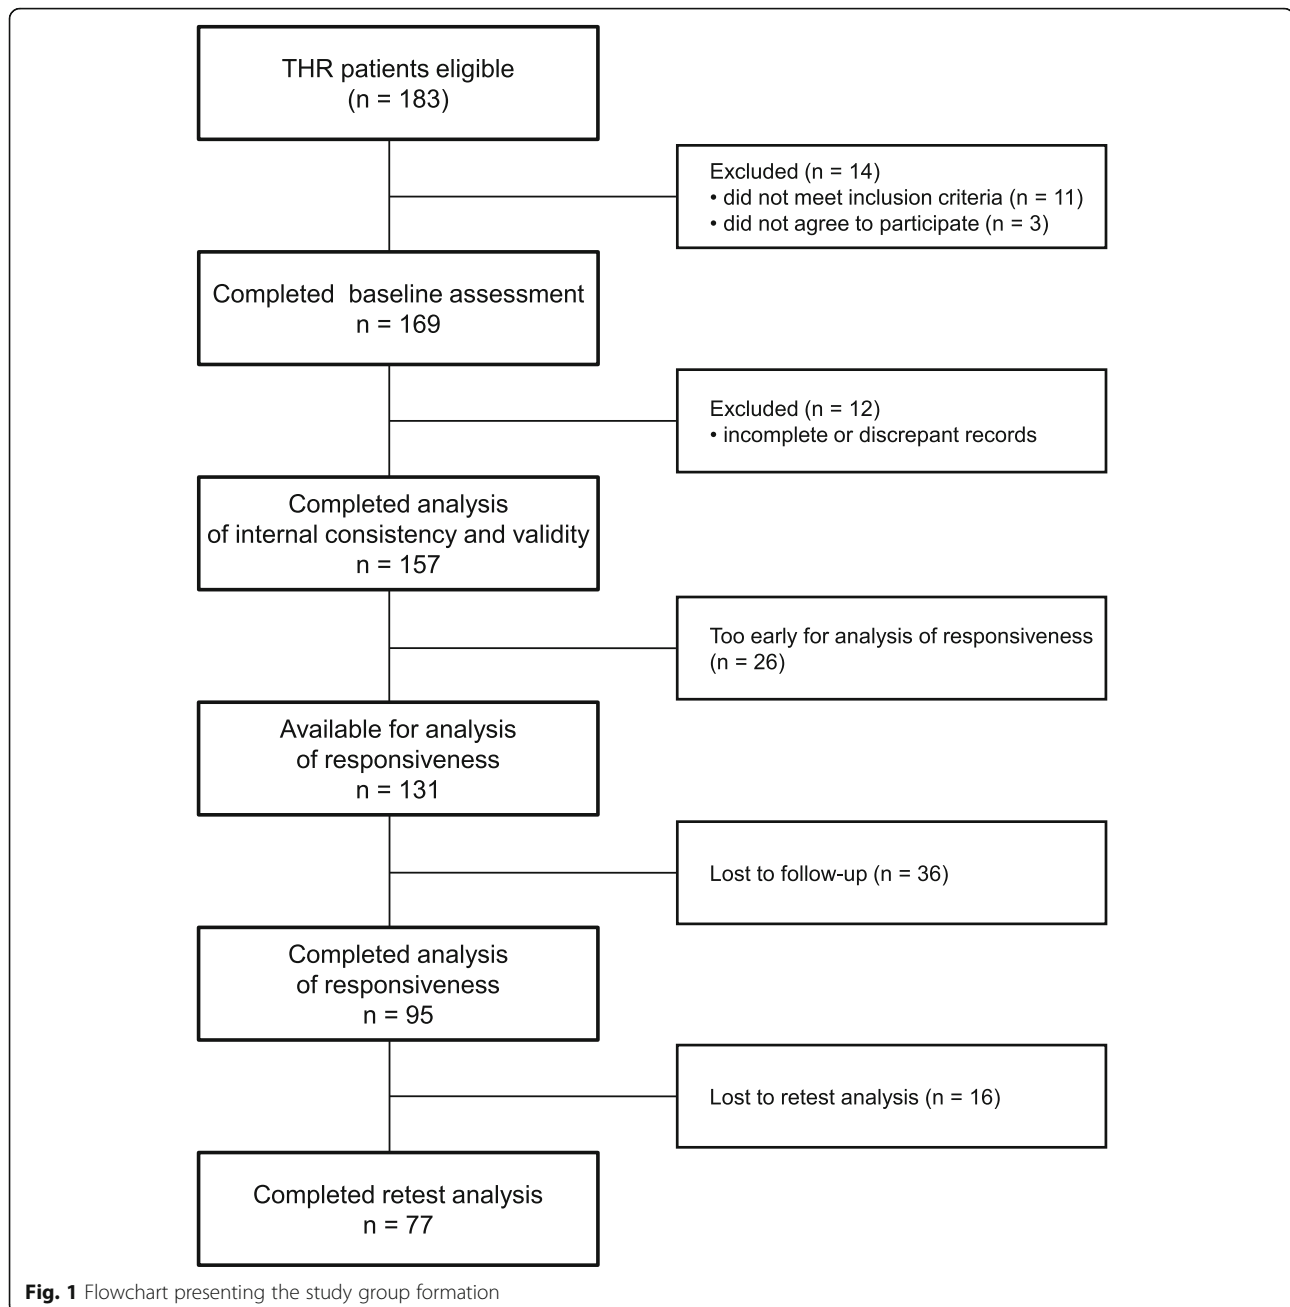 THR patients eligible
(n = 183)
Excluded (n = 14)
• did not meet inclusion criteria (n = 11)
• did not agree to participate (n = 3)
Completed baseline assessment
n = 169
Excluded (n = 12)
• incomplete or discrepant records
Completed analysis
of internal consistency and validity
n = 157
Too early for analysis of responsiveness
(n = 26)
Available for analysis
of responsiveness
n = 131
Lost to follow-up (n = 36)
Completed analysis
of responsiveness
n = 95
Lost to retest analysis (n = 16)
Completed retest analysis
n = 77
Fig. 1 Flowchart presenting the study group formation